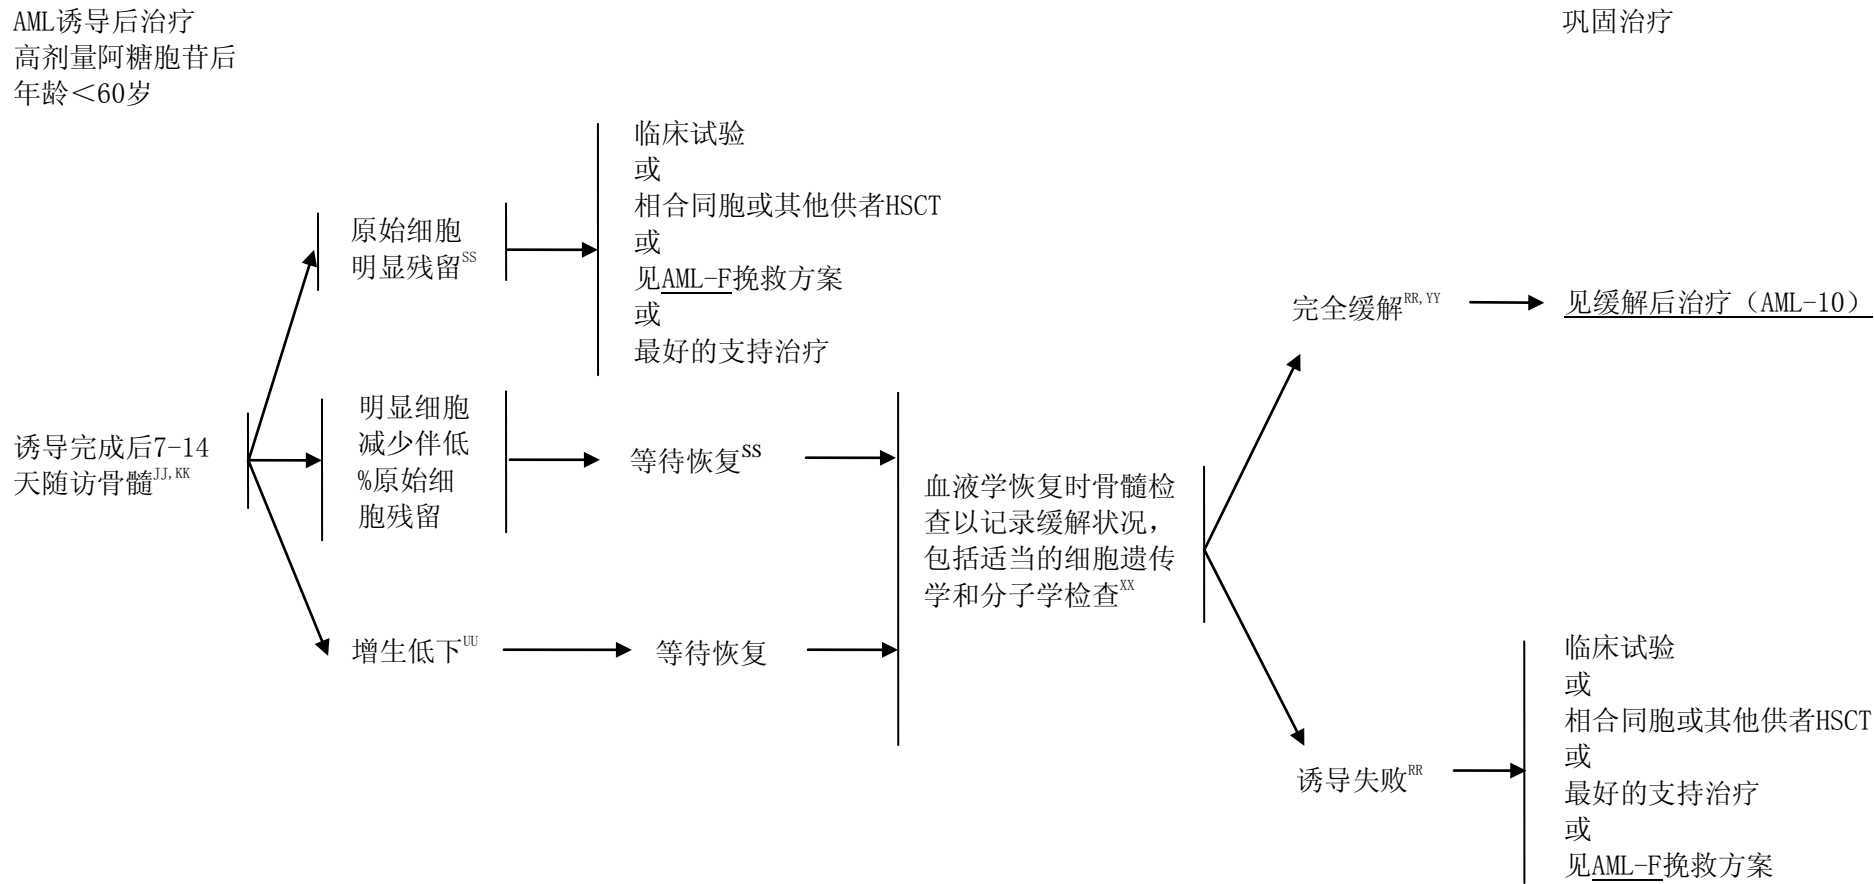 AML诱导后治疗
高剂量阿糖胞苷后
年龄＜60岁
巩固治疗
诱导完成后7-14
天随访骨髓JJ,KK
原始细胞
明显残留SS
临床试验
或
相合同胞或其他供者HSCT
或
见AML-F挽救方案
或
最好的支持治疗
明显细胞
减少伴低
%原始细
胞残留
等待恢复SS
增生低下UU
等待恢复
血液学恢复时骨髓检
查以记录缓解状况，
包括适当的细胞遗传
学和分子学检查XX
完全缓解RR,YY
见缓解后治疗（AML-10）
诱导失败RR
临床试验
或
相合同胞或其他供者HSCT
或
最好的支持治疗
或
见AML-F挽救方案